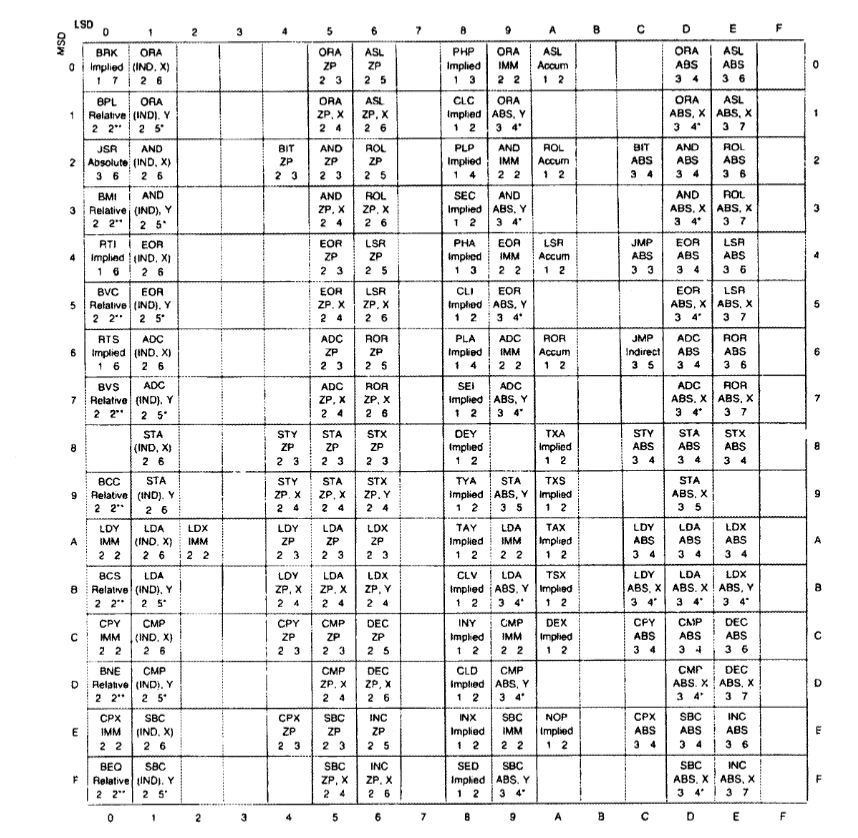 LSD 0 1 2 3 4 5 6 7 8 9 A B C D E F
MSD
BRK ORA ORA ASL PHP ORA ASL ORA ASL
0 Implied (IND, X) ZP ZP Implied IMM Accum ABS ABS 0
1 7 2 6 2 3 2 5 1 3 2 2 1 2 3 4 3 6
BPL ORA ORA ASL CLC ORA ORA ASL
1 Relative (IND), Y ZP, X ZP, X Implied ABS, Y ABS, X ABS, X 1
2 2** 2 5* 2 4 2 6 1 2 3 4* 3 4* 3 7
JSR AND BIT AND ROL PLP AND ROL BIT AND ROL
2 Absolute (IND, X) ZP ZP ZP Implied IMM Accum ABS ABS ABS 2
3 6 2 6 2 3 2 3 2 5 1 4 2 2 1 2 3 4 3 4 3 6
BMI AND AND ROL SEC AND AND ROL
3 Relative (IND), Y ZP, X ZP, X Implied ABS, Y ABS, X ABS, X 3
2 2** 2 5* 2 4 2 6 1 2 3 4* 3 4* 3 7
RTI EOR EOR LSR PHA EOR LSR JMP EOR LSR
4 Implied (IND, X) ZP ZP Implied IMM Accum ABS ABS ABS 4
1 6 2 6 2 3 2 5 1 3 2 2 1 2 3 3 3 4 3 6
BVC EOR EOR LSR CLI EOR EOR LSR
5 Relative (IND), Y ZP, X ZP, X Implied ABS, Y ABS, X ABS, X 5
2 2** 2 5* 2 4 2 6 1 2 3 4* 3 4* 3 7
RTS ADC ADC ROR PLA ADC ROR JMP ADC ROR
6 Implied (IND, X) ZP ZP Implied IMM Accum Indirect ABS ABS 6
1 6 2 6 2 3 2 5 1 4 2 2 1 2 3 5 3 4 3 6
BVS ADC ADC ROR SEI ADC ADC ROR
7 Relative (IND), Y ZP, X ZP, X Implied ABS, Y ABS, X ABS, X 7
2 2** 2 5* 2 4 2 6 1 2 3 4* 3 4* 3 7
STA STY STA STX DEY TXA STY STA STX
8 (IND, X) ZP ZP ZP Implied Implied ABS ABS ABS 8
2 6 2 3 2 3 2 3 1 2 1 2 3 4 3 4 3 4
BCC STA STY STA STX TYA STA TXS STA
9 Relative (IND), Y ZP, X ZP, X ZP, Y Implied ABS, Y Implied ABS, X 9
2 2** 2 6 2 4 2 4 2 4 1 2 3 5 1 2 3 5
LDY LDA LDX LDY LDA LDX TAY LDA TAX LDY LDA LDX
A IMM (IND, X) IMM ZP ZP ZP Implied IMM Implied ABS ABS ABS A
2 2 2 6 2 2 2 3 2 3 2 3 1 2 2 2 1 2 3 4 3 4 3 4
BCS LDA LDY LDA LDX CLV LDA TSX LDY LDA LDX
B Relative (IND), Y ZP, X ZP, X ZP, Y Implied ABS, Y Implied ABS, X ABS, X ABS, Y B
2 2** 2 5* 2 4 2 4 2 4 1 2 3 4* 1 2 3 4* 3 4* 3 4*
CPY CMP CPY CMP DEC INY CMP DEX CPY CMP DEC
C IMM (IND, X) ZP ZP ZP Implied IMM Implied ABS ABS ABS C
2 2 2 6 2 3 2 3 2 5 1 2 2 2 1 2 3 4 3 4 3 6
BNE CMP CMP DEC CLD CMP CMP DEC
D Relative (IND), Y ZP, X ZP, X Implied ABS, Y ABS, X ABS, X D
2 2** 2 5* 2 4 2 6 1 2 3 4* 3 4* 3 7
CPX SBC CPX SBC INC INX SBC NOP CPX SBC INC
E IMM (IND, X) ZP ZP ZP Implied IMM Implied ABS ABS ABS E
2 2 2 6 2 3 2 3 2 5 1 2 2 2 1 2 3 4 3 4 3 6
BEQ SBC SBC INC SED SBC SBC INC
F Relative (IND), Y ZP, X ZP, X Implied ABS, Y ABS, X ABS, X F
2 2** 2 5* 2 4 2 6 1 2 3 4* 3 4* 3 7
0 1 2 3 4 5 6 7 8 9 A B C D E F